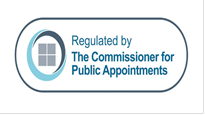 Regulated by
The Commissioner for
Public Appointments